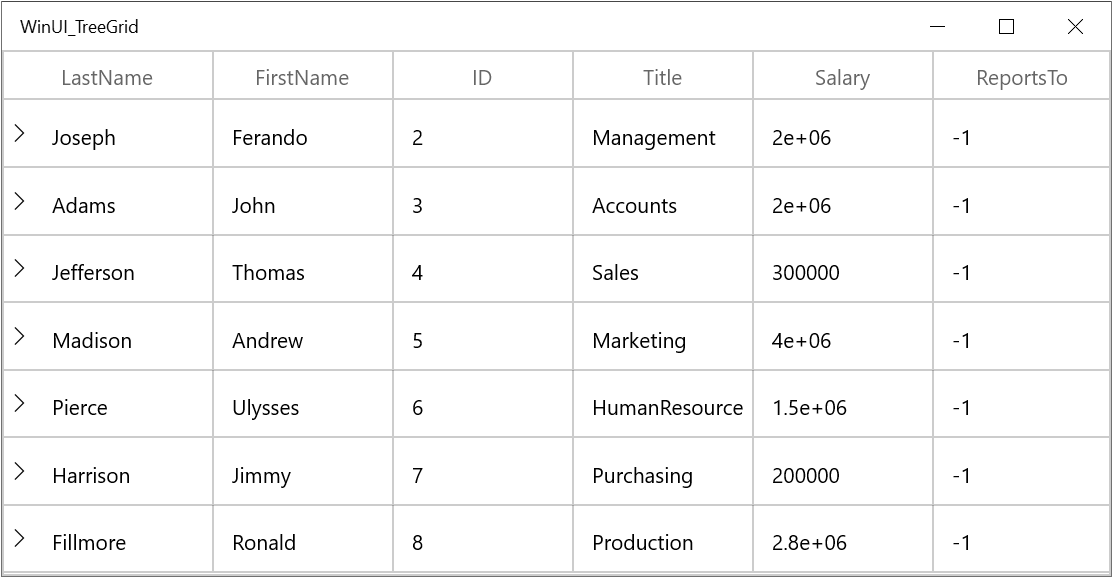 WinUI_TreeGrid
LastName FirstName ID Title Salary ReportsTo
Joseph Ferando 2 Management 2e+06 -1
Adams John 3 Accounts 2e+06 -1
Jefferson Thomas 4 Sales 300000 -1
Madison Andrew 5 Marketing 4e+06 -1
Pierce Ulysses 6 HumanResource 1.5e+06 -1
Harrison Jimmy 7 Purchasing 200000 -1
Fillmore Ronald 8 Production 2.8e+06 -1